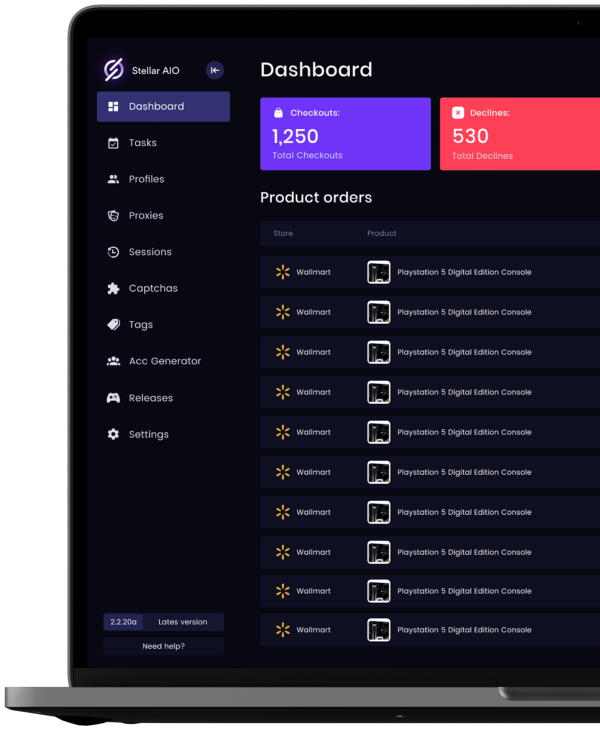 Stellar AIO
Dashboard
Tasks
Profiles
Proxies
Sessions
Captchas
Tags
Acc Generator
Releases
Settings
2.2.20a Lates version
Need help?
Dashboard
Checkouts:
1,250
Total Checkouts
Declines:
530
Total Declines
Product orders
Store Product
Wallmart Playstation 5 Digital Edition Console
Wallmart Playstation 5 Digital Edition Console
Wallmart Playstation 5 Digital Edition Console
Wallmart Playstation 5 Digital Edition Console
Wallmart Playstation 5 Digital Edition Console
Wallmart Playstation 5 Digital Edition Console
Wallmart Playstation 5 Digital Edition Console
Wallmart Playstation 5 Digital Edition Console
Wallmart Playstation 5 Digital Edition Console
Wallmart Playstation 5 Digital Edition Console